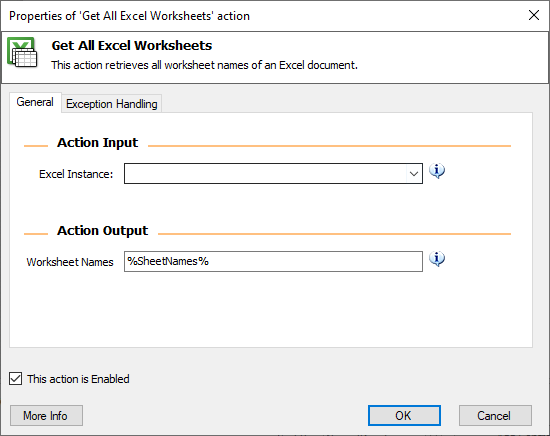 Properties of 'Get All Excel Worksheets' action
Get All Excel Worksheets
This action retrieves all worksheet names of an Excel document.
General Exception Handling
Action Input
Excel Instance:
Action Output
Worksheet Names %SheetNames%
This action is Enabled
More Info OK Cancel